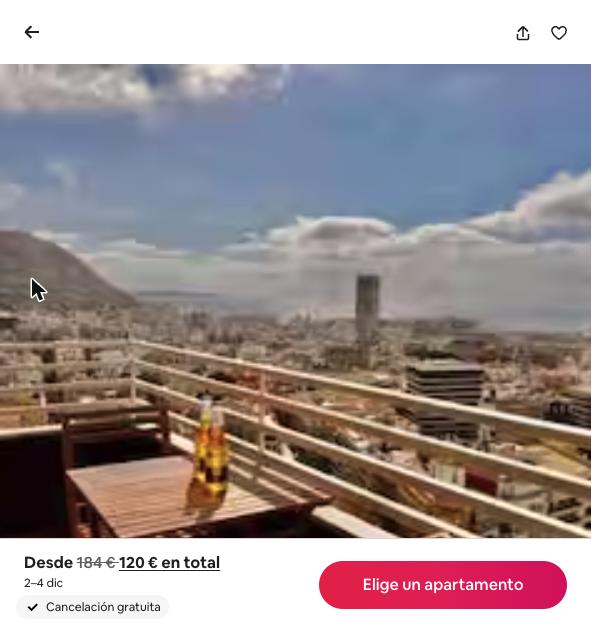 Desde 184 € 120 € en total
2–4 dic
Cancelación gratuita
Elige un apartamento